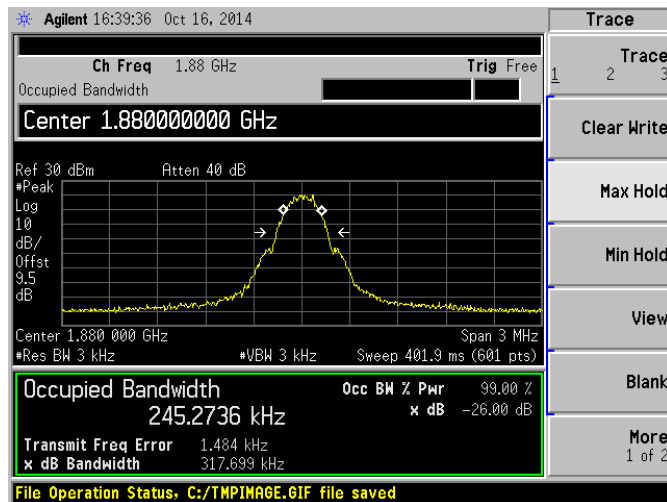 Agilent 16:39:36 Oct 16, 2014
Trace
Ch Freq 1.88 GHz Trig Free
Occupied Bandwidth
Center 1.880000000 GHz
Ref 30 dBm Atten 40 dB
#Peak
Log
10
dB/
Offst
9.5
dB
Center 1.880 000 GHz Span 3 MHz
#Res BW 3 kHz #VBW 3 kHz Sweep 401.9 ms (601 pts)
Occupied Bandwidth
245.2736 kHz
Occ BW % Pwr 99.00 %
x dB -26.00 dB
Transmit Freq Error 1.484 kHz
x dB Bandwidth 317.699 kHz
File Operation Status, C:/TMPIMAGE.GIF file saved
Trace
1 2 3
Clear Write
Max Hold
Min Hold
View
Blank
More
1 of 2